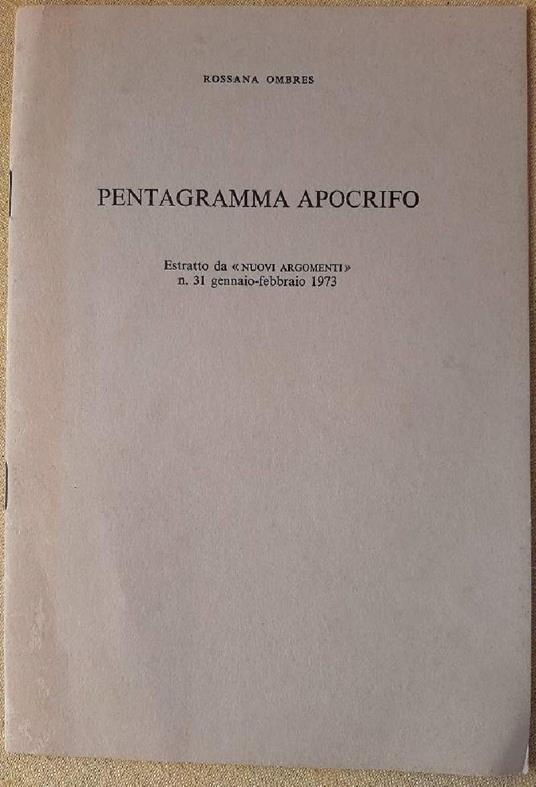 ROSSANA OMBRES
PENTAGRAMMA APOCRIFO
Estratto da «NUOVI ARGOMENTI»
n. 31 gennaio-febbraio 1973